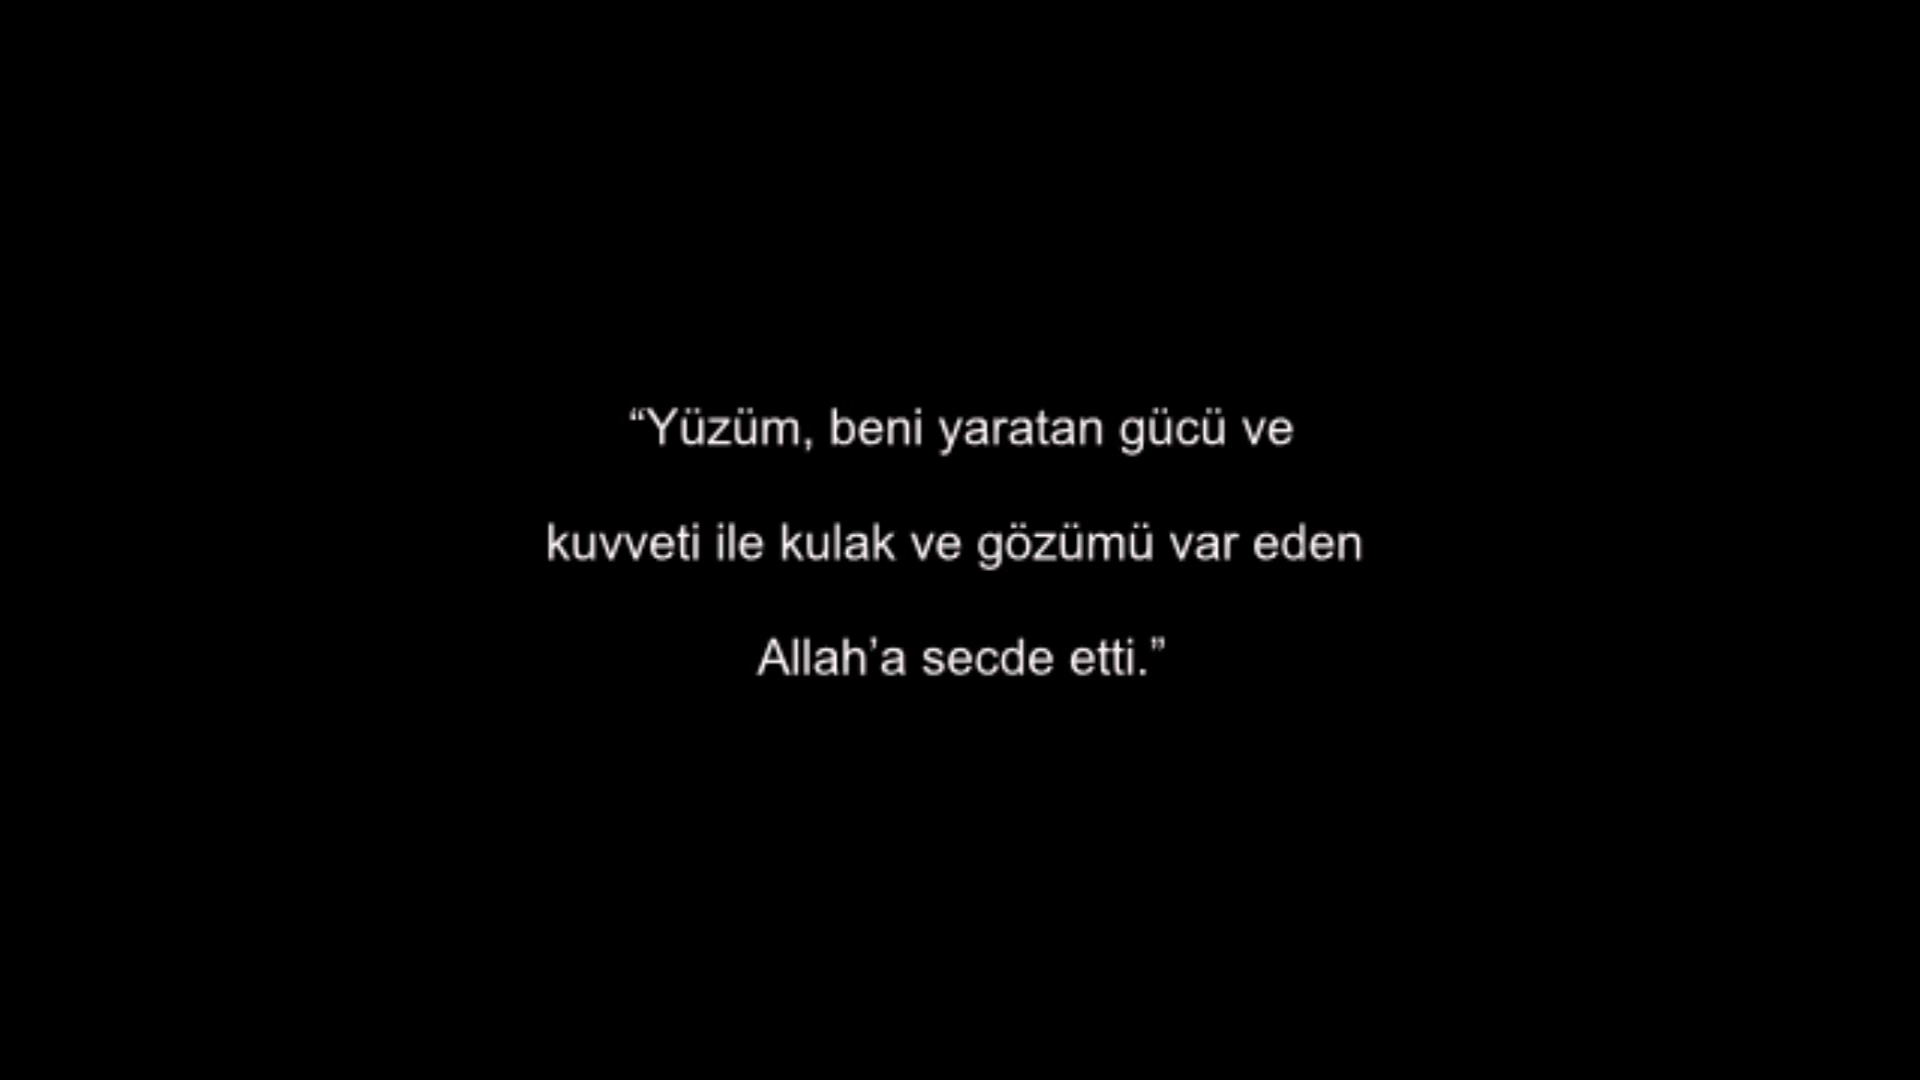 “Yüzüm, beni yaratan gücü ve
kuvveti ile kulak ve gözümü var eden
Allah’a secde etti.”